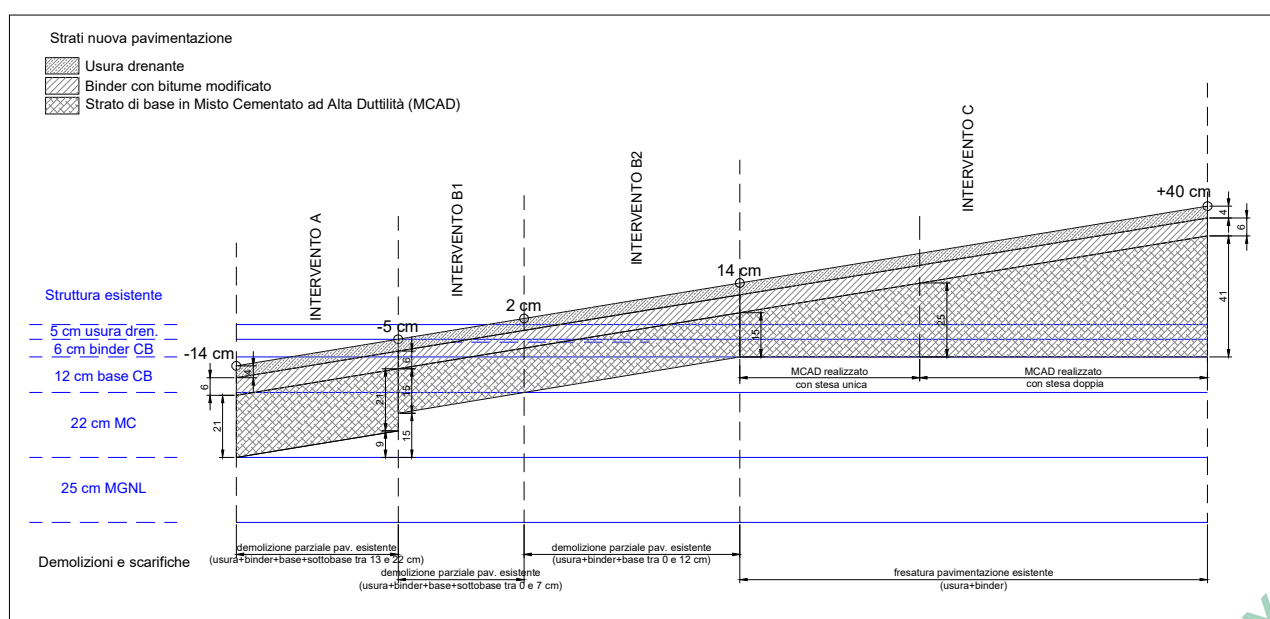 Strati nuova pavimentazione
Usura drenante
Binder con bitume modificato
Strato di base in Misto Cementato ad Alta Duttilità (MCAD)
INTERVENTO A
INTERVENTO B1
INTERVENTO B2
INTERVENTO C
+40 cm
4
6
41
14 cm
2 cm
-5 cm
-14 cm
Struttura esistente
5 cm usura dren.
6 cm binder CB
12 cm base CB
22 cm MC
25 cm MGNL
4
6
21
6
21
15
9
15
15
25
MCAD realizzato
con stesa unica
MCAD realizzato
con stesa doppia
Demolizioni e scarifiche
demolizione parziale pav. esistente
(usura+binder+base+sottobase tra 13 e 22 cm)
demolizione parziale pav. esistente
(usura+binder+base+sottobase tra 0 e 7 cm)
demolizione parziale pav. esistente
(usura+binder+base tra 0 e 12 cm)
fresatura pavimentazione esistente
(usura+binder)